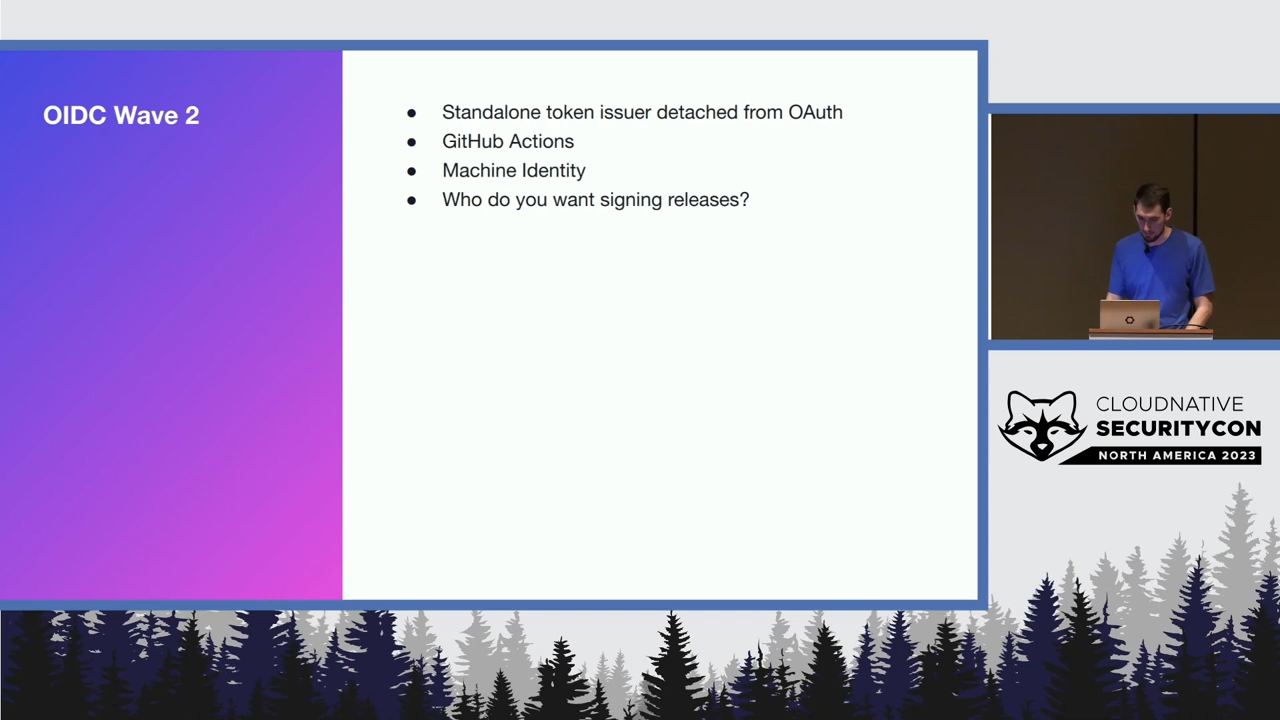 OIDC Wave 2
● Standalone token issuer detached from OAuth
● GitHub Actions
● Machine Identity
● Who do you want signing releases?
CLOUDNATIVE
SECURITYCON
NORTH AMERICA 2023